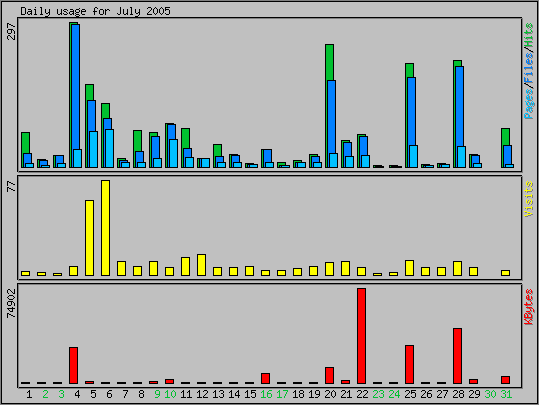 Daily usage for July 2005
297
Pages/Files/Hits
77
Visits
74902
KBytes
1 2 3 4 5 6 7 8 9 10 11 12 13 14 15 16 17 18 19 20 21 22 23 24 25 26 27 28 29 30 31